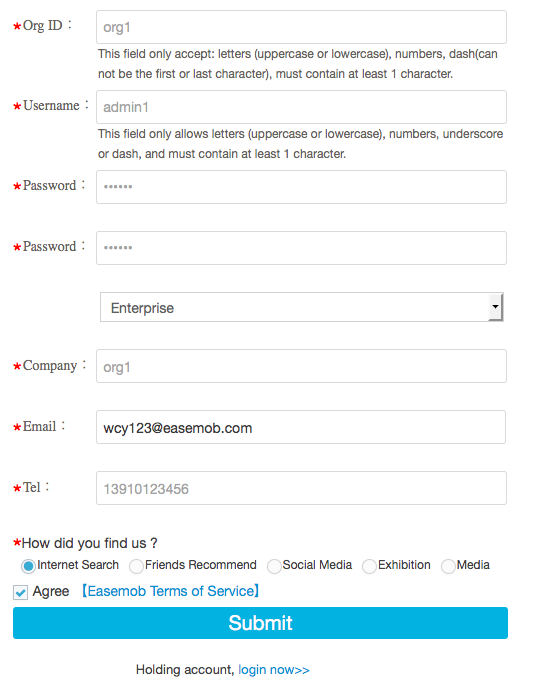 *Org ID： org1
This field only accept: letters (uppercase or lowercase), numbers, dash(can
not be the first or last character), must contain at least 1 character.
*Username： admin1
This field only allows letters (uppercase or lowercase), numbers, underscore
or dash, and must contain at least 1 character.
*Password： ••••••
*Password： ••••••
Enterprise
*Company： org1
*Email： wcy123@easemob.com
*Tel： 13910123456
*How did you find us ?
Internet Search Friends Recommend Social Media Exhibition Media
Agree 【Easemob Terms of Service】
Submit
Holding account, login now>>